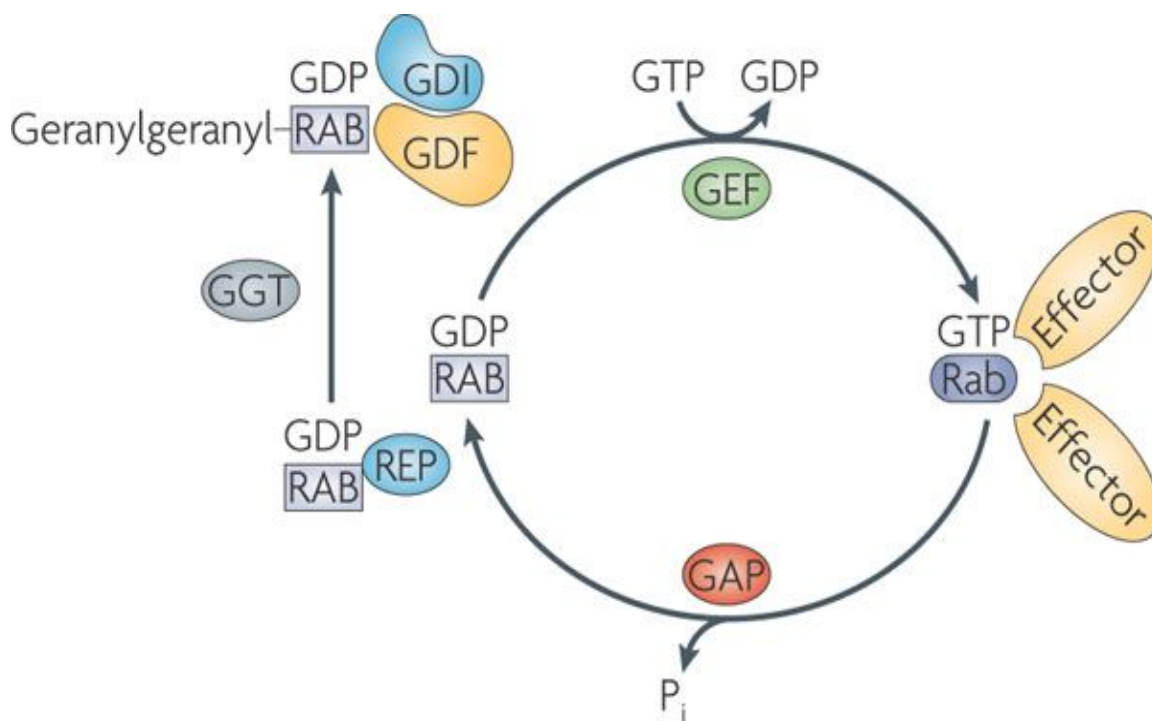 GDP
GDI
Geranylgeranyl
RAB
GDF
GTP
GDP
GEF
GGT
GDP
RAB
GTP
Rab
Effector
Effector
GDP
RAB
REP
GAP
Pi